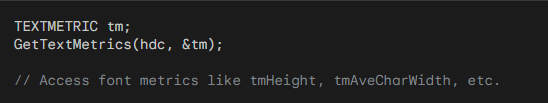 TEXTMETRIC tm;
GetTextMetrics(hdc, &tm);
// Access font metrics like tmHeight, tmAveCharWidth, etc.